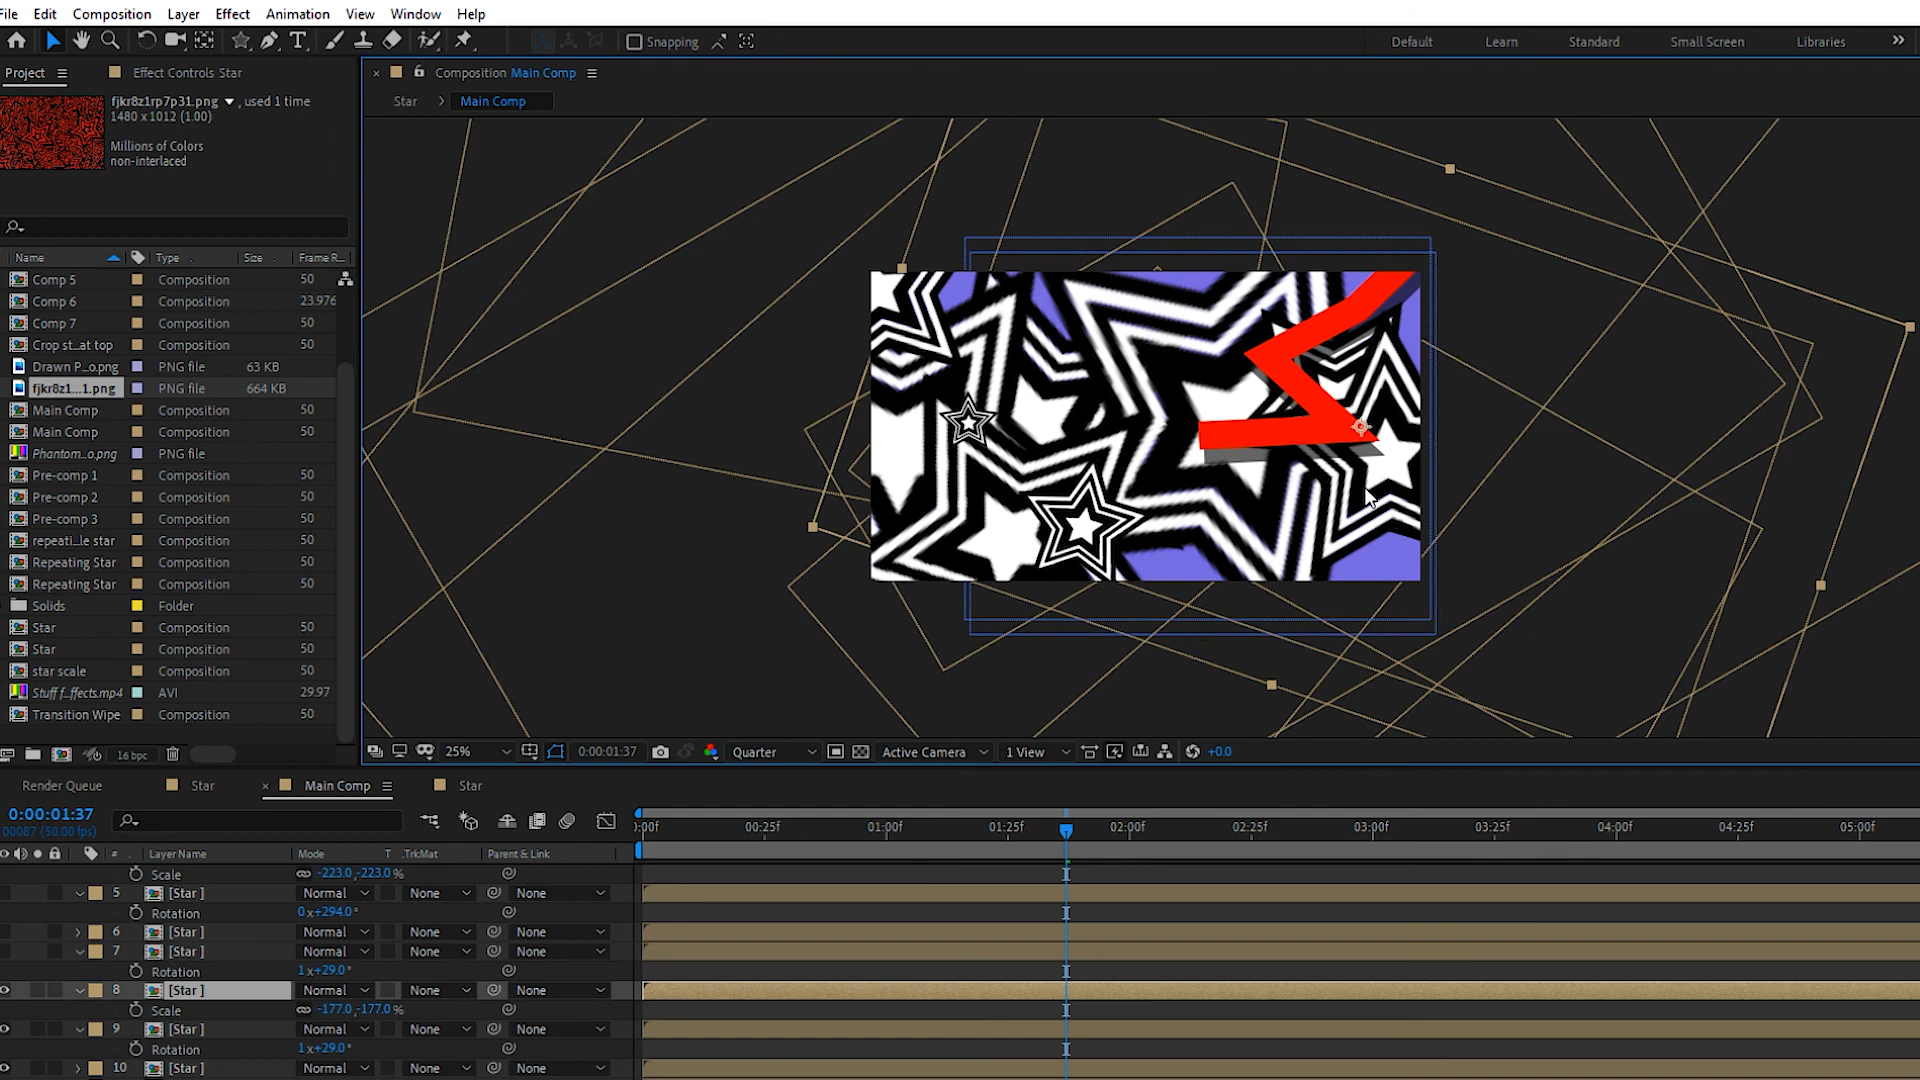 File Edit Composition Layer Effect Animation View Window Help
Snapping Default Learn Standard Small Screen Libraries
Project Effect Controls Star
Composition Main Comp
fjkr8z1rp7p31.png , used 1 time
1480 x 1012 (1.00)
Star Main Comp
Millions of Colors
non-interlaced
Name Type Size Frame R...
Comp 5 Composition 50
Comp 6 Composition 23.976
Comp 7 Composition 50
Crop st...at top Composition 50
Drawn P...o.png PNG file 63 KB
fjkr8z1...1.png PNG file 664 KB
Main Comp Composition 50
Main Comp Composition 50
Phantom...o.png PNG file
Pre-comp 1 Composition 50
Pre-comp 2 Composition 50
Pre-comp 3 Composition 50
repeati...le star Composition 50
Repeating Star Composition 50
Repeating Star Composition 50
Solids Folder
Star Composition 50
Star Composition 50
star scale Composition 50
Stuff f...ffects.mp4 AVI 29.97
Transition Wipe Composition 50
16 bpc
25% 0:00:01:37 Quarter Active Camera 1 View +0.0
Render Queue Star Main Comp Star
0:00:01:37
00087 (50.00 fps)
:00f 00:25f 01:00f 01:25f 02:00f 02:25f 03:00f 03:25f 04:00f 04:25f 05:00f
# Layer Name Mode T .TrkMat Parent & Link
Scale -223.0,-223.0 %
5 [Star ] Normal None None
Rotation 0 x+294.0°
6 [Star ] Normal None None
7 [Star ] Normal None None
Rotation 1 x+29.0°
8 [Star ] Normal None None
Scale -177.0,-177.0 %
9 [Star ] Normal None None
Rotation 1 x+29.0°
10 [Star ] Normal None None